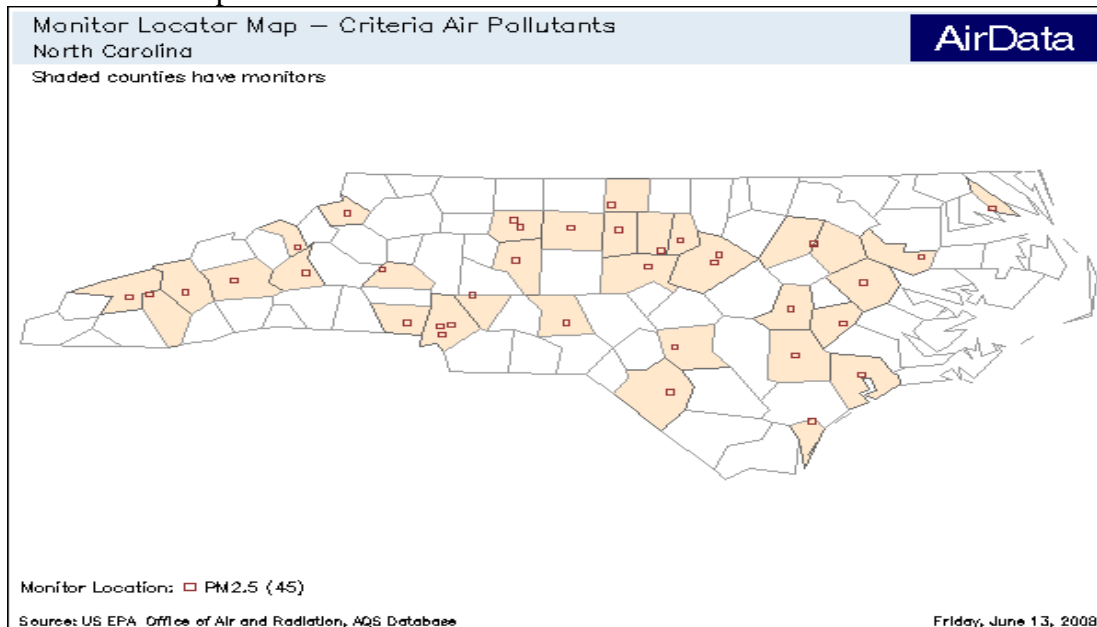 Monitor Locator Map – Criteria Air Pollutants
North Carolina
AirData
Shaded counties have monitors
Monitor Location: PM2.5 (45)
Source: US EPA Office of Air and Radiation, AQS Database
Friday, June 13, 2008